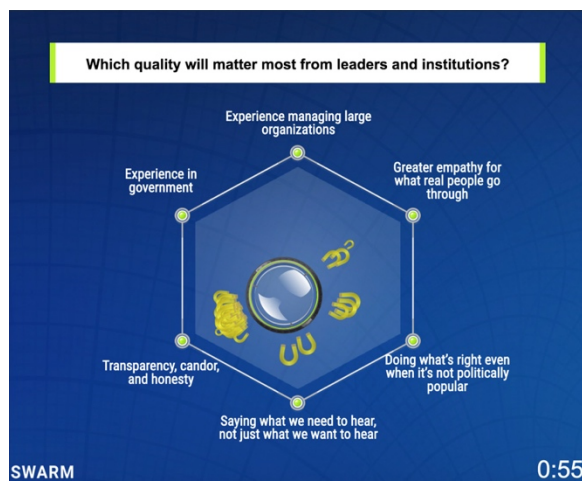 Which quality will matter most from leaders and institutions?
Experience managing large
organizations
Experience in
government
Greater empathy for
what real people go
through
Transparency, candor,
and honesty
Doing what's right even
when it's not politically
popular
Saying what we need to hear,
not just what we want to hear
SWARM
0:55